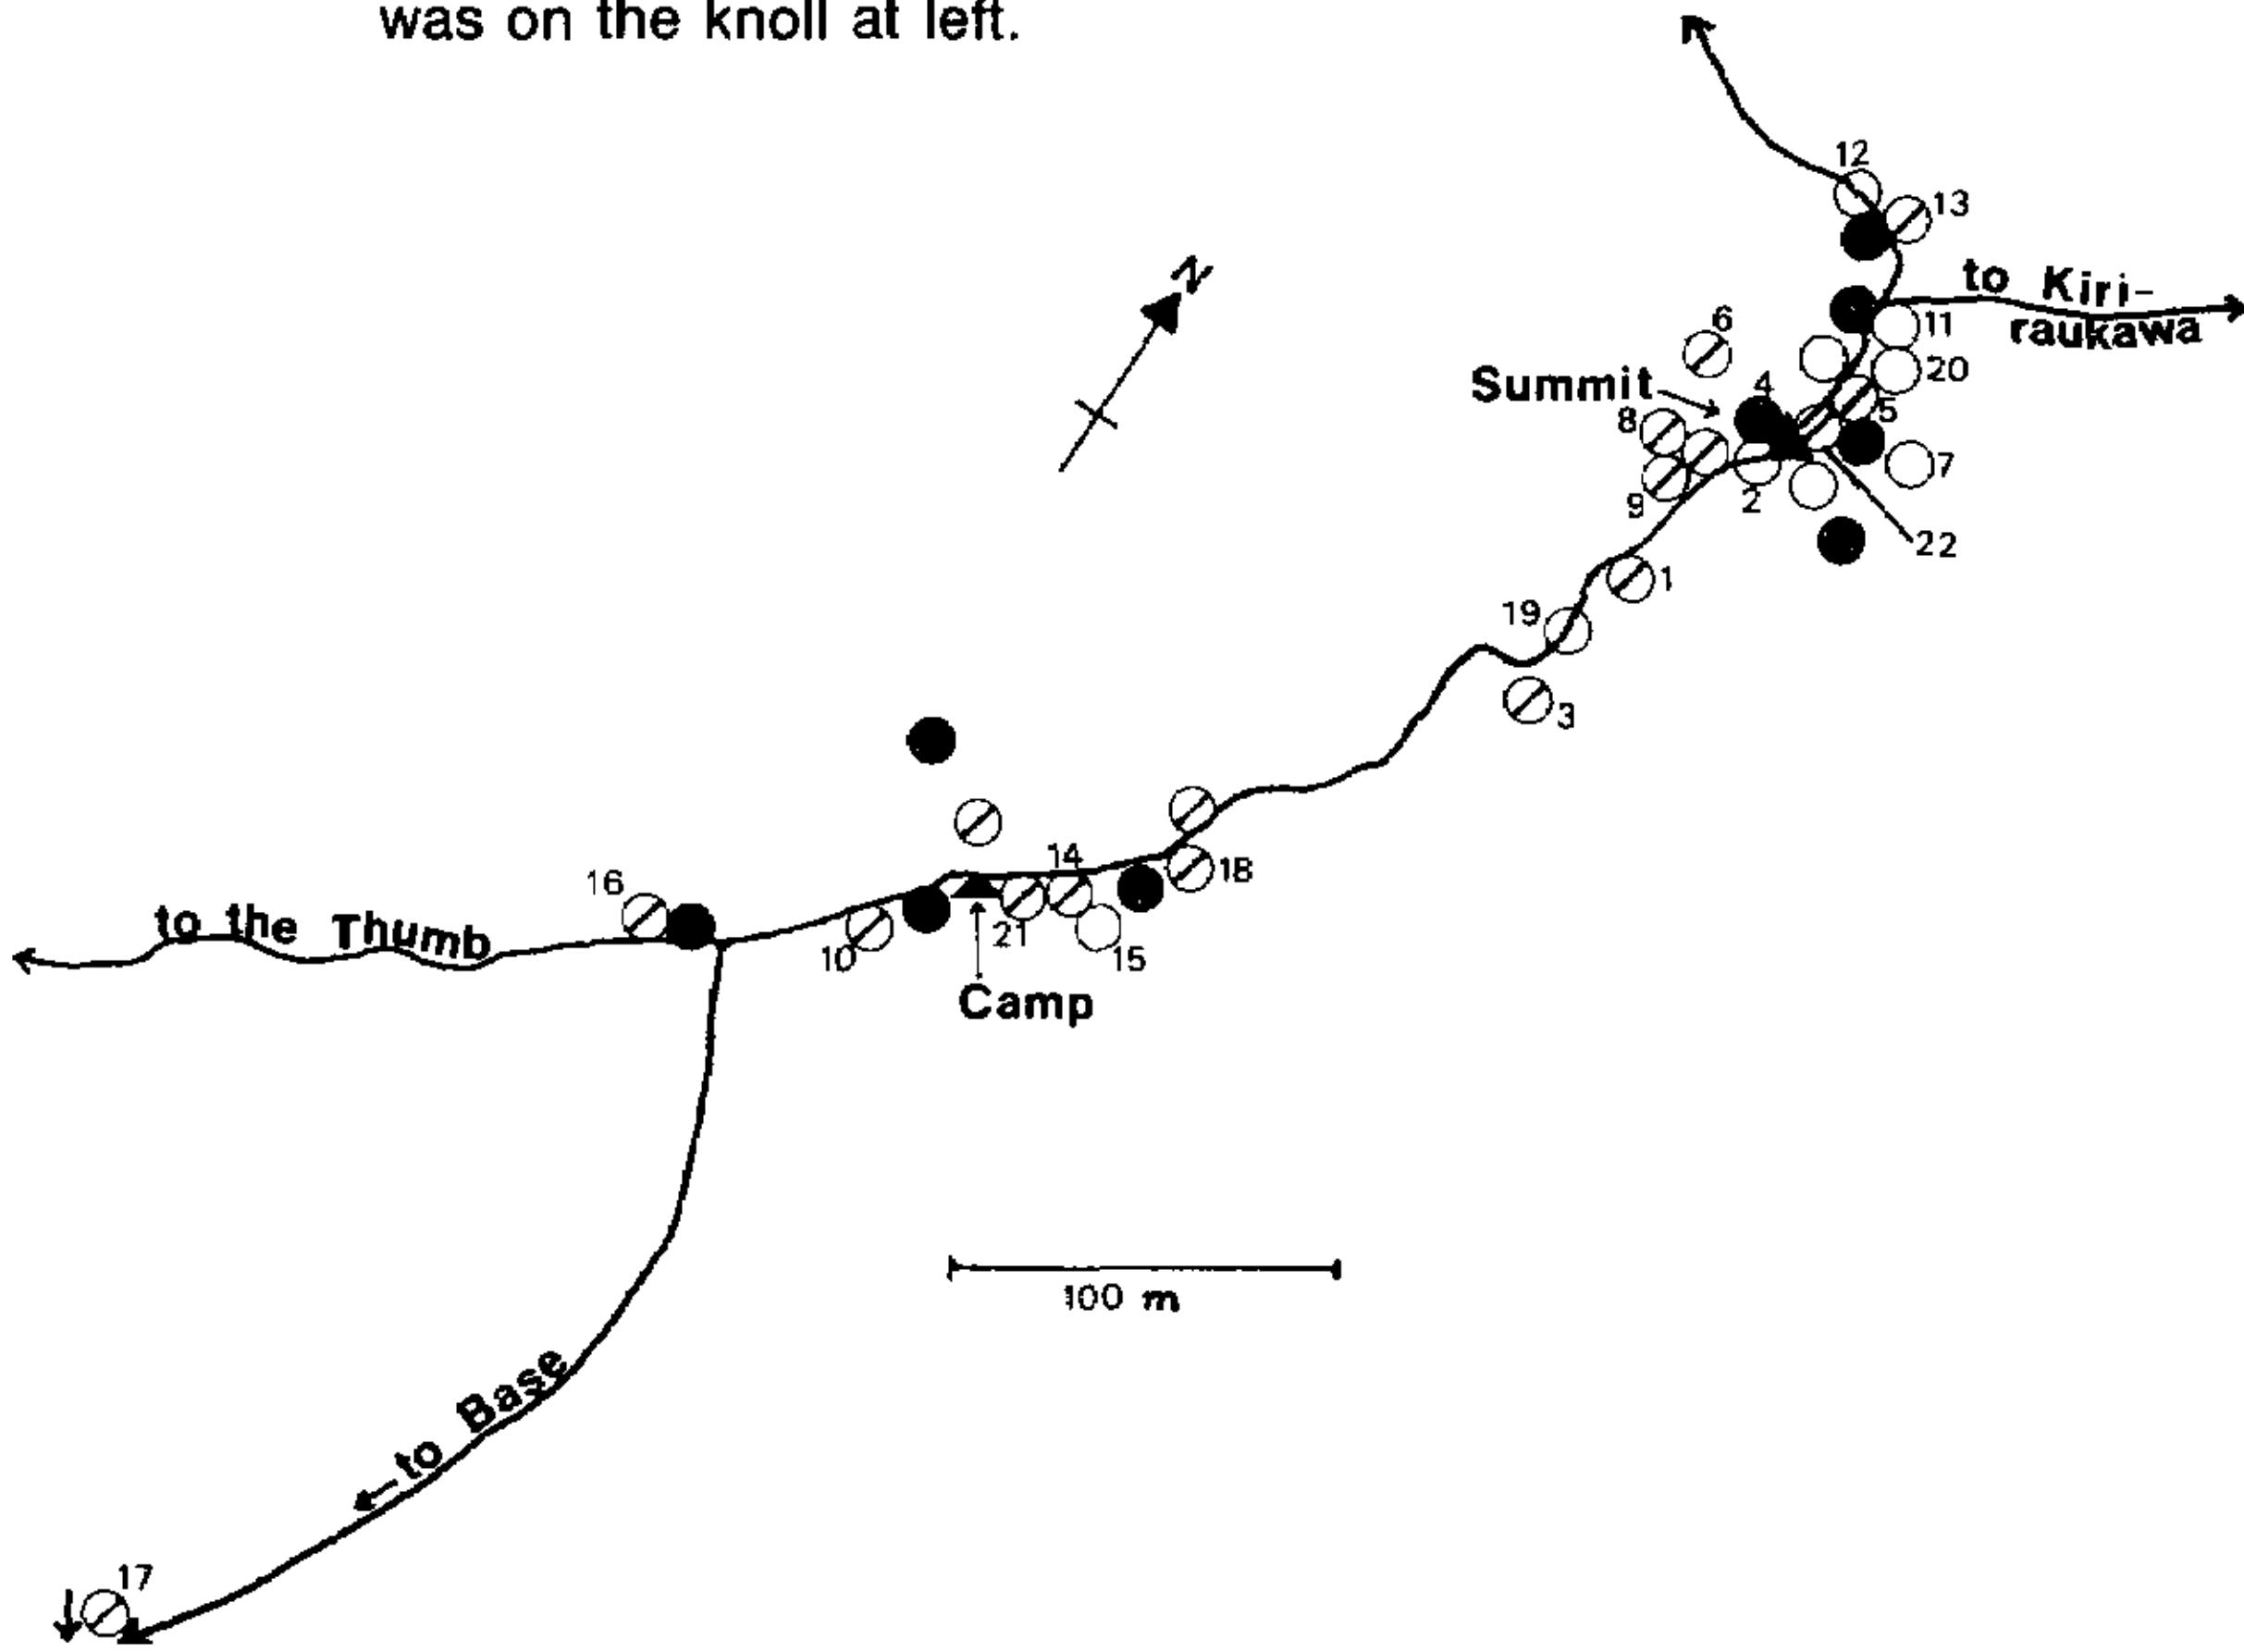 was on the knoll at left.
12
13
N
to Kiri-
raukawa
11
6
20
Summit
4
5
8
7
9
2
22
1
19
3
14
18
16
to the Thumb
21
10
15
Camp
100 m
to Base
17